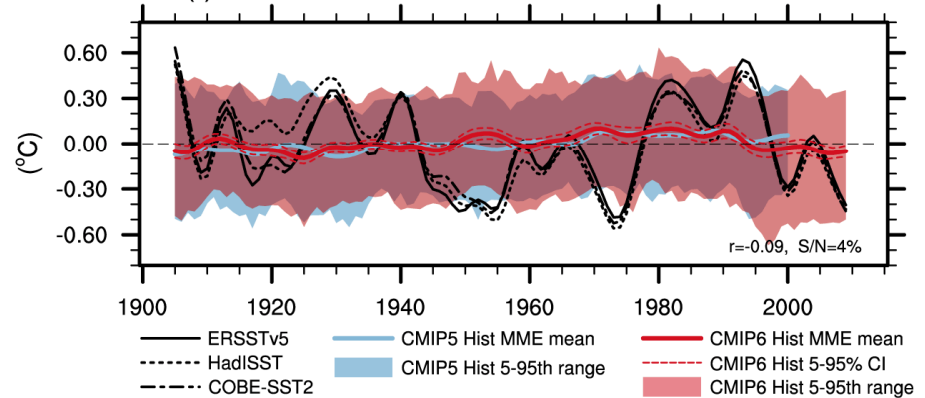 0.60
0.30
0.00
-0.30
-0.60
(°C)
r=-0.09, S/N=4%
1900 1920 1940 1960 1980 2000
ERSSTv5 CMIP5 Hist MME mean CMIP6 Hist MME mean
HadISST CMIP5 Hist 5-95th range CMIP6 Hist 5-95% CI
COBE-SST2 CMIP6 Hist 5-95th range